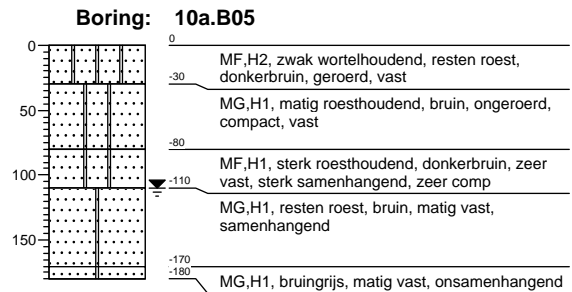 Boring: 10a.B05
0
0
MF,H2, zwak wortelhoudend, resten roest,
donkerbruin, geroerd, vast
-30
MG,H1, matig roesthoudend, bruin, ongeroerd,
compact, vast
50
-80
MF,H1, sterk roesthoudend, donkerbruin, zeer
vast, sterk samenhangend, zeer comp
100
-110
MG,H1, resten roest, bruin, matig vast,
samenhangend
150
-170
-180
MG,H1, bruingrijs, matig vast, onsamenhangend